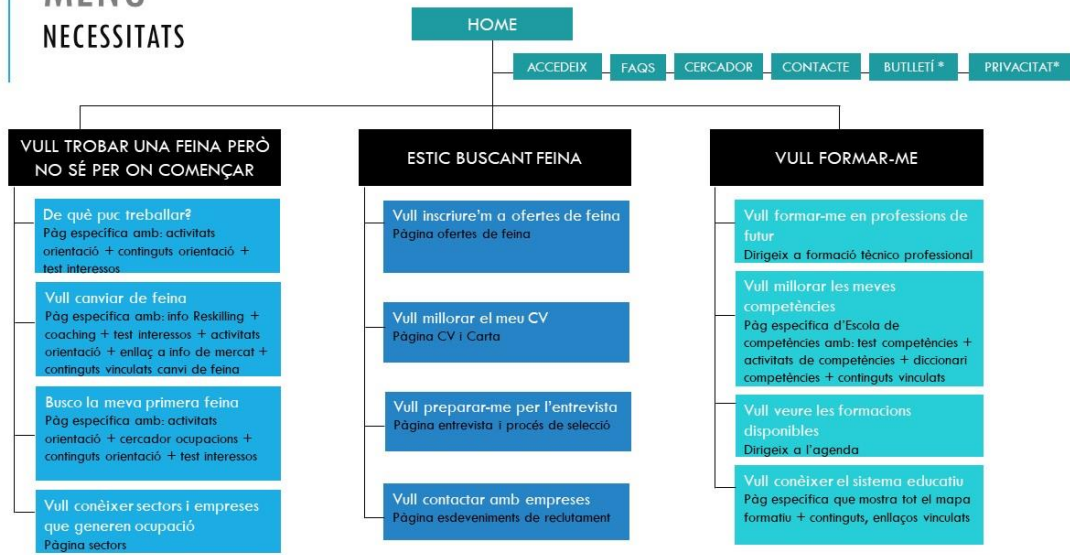 MENÚ
NECESSITATS
HOME
ACCEDEIX
FAQS
CERCADOR
CONTACTE
BUTLLETÍ *
PRIVACITAT*
VULL TROBAR UNA FEINA PERÒ
NO SÉ PER ON COMENÇAR
De què puc treballar?
Pàg específica amb: activitats
orientació + continguts orientació +
test interessos
Vull canviar de feina
Pàg específica amb: info Reskilling +
coaching + test interessos + activitats
orientació + enllaç a info de mercat +
continguts vinculats canvi de feina
Busco la meva primera feina
Pàg específica amb: activitats
orientació + cercador ocupacions +
continguts orientació + test interessos
Vull conèixer sectors i empreses
que generen ocupació
Pàgina sectors
ESTIC BUSCANT FEINA
Vull inscriure'm a ofertes de feina
Pàgina ofertes de feina
Vull millorar el meu CV
Pàgina CV i Carta
Vull preparar-me per l'entrevista
Pàgina entrevista i procés de selecció
Vull contactar amb empreses
Pàgina esdeveniments de reclutament
VULL FORMAR-ME
Vull formar-me en professions de
futur
Dirigeix a formació tècnico professional
Vull millorar les meves
competències
Pàg específica d'Escola de
competències amb: test competències +
activitats de competències + diccionari
competències + continguts vinculats
Vull veure les formacions
disponibles
Dirigeix a l'agenda
Vull conèixer el sistema educatiu
Pàg específica que mostra tot el mapa
formatiu + continguts, enllaços vinculats